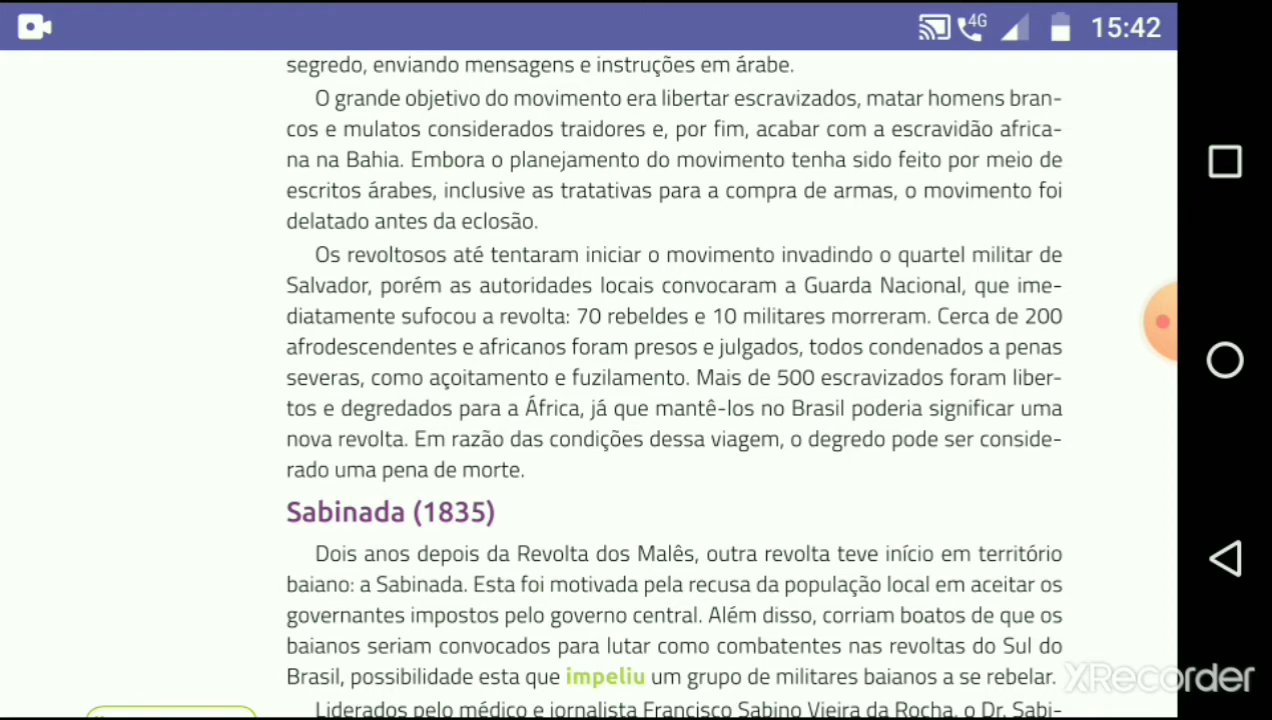 4G 15:42
segredo, enviando mensagens e instruções em árabe.
O grande objetivo do movimento era libertar escravizados, matar homens bran-
cos e mulatos considerados traidores e, por fim, acabar com a escravidão africa-
na na Bahia. Embora o planejamento do movimento tenha sido feito por meio de
escritos árabes, inclusive as tratativas para a compra de armas, o movimento foi
delatado antes da eclosão.
Os revoltosos até tentaram iniciar o movimento invadindo o quartel militar de
Salvador, porém as autoridades locais convocaram a Guarda Nacional, que ime-
diatamente sufocou a revolta: 70 rebeldes e 10 militares morreram. Cerca de 200
afrodescendentes e africanos foram presos e julgados, todos condenados a penas
severas, como açoitamento e fuzilamento. Mais de 500 escravizados foram liber-
tos e degredados para a África, já que mantê-los no Brasil poderia significar uma
nova revolta. Em razão das condições dessa viagem, o degredo pode ser conside-
rado uma pena de morte.
Sabinada (1835)
Dois anos depois da Revolta dos Malês, outra revolta teve início em território
baiano: a Sabinada. Esta foi motivada pela recusa da população local em aceitar os
governantes impostos pelo governo central. Além disso, corriam boatos de que os
baianos seriam convocados para lutar como combatentes nas revoltas do Sul do
Brasil, possibilidade esta que impeliu um grupo de militares baianos a se rebelar.
XRecorder
Liderados pelo médico e jornalista Francisco Sabino Vieira da Rocha, o Dr. Sabi-